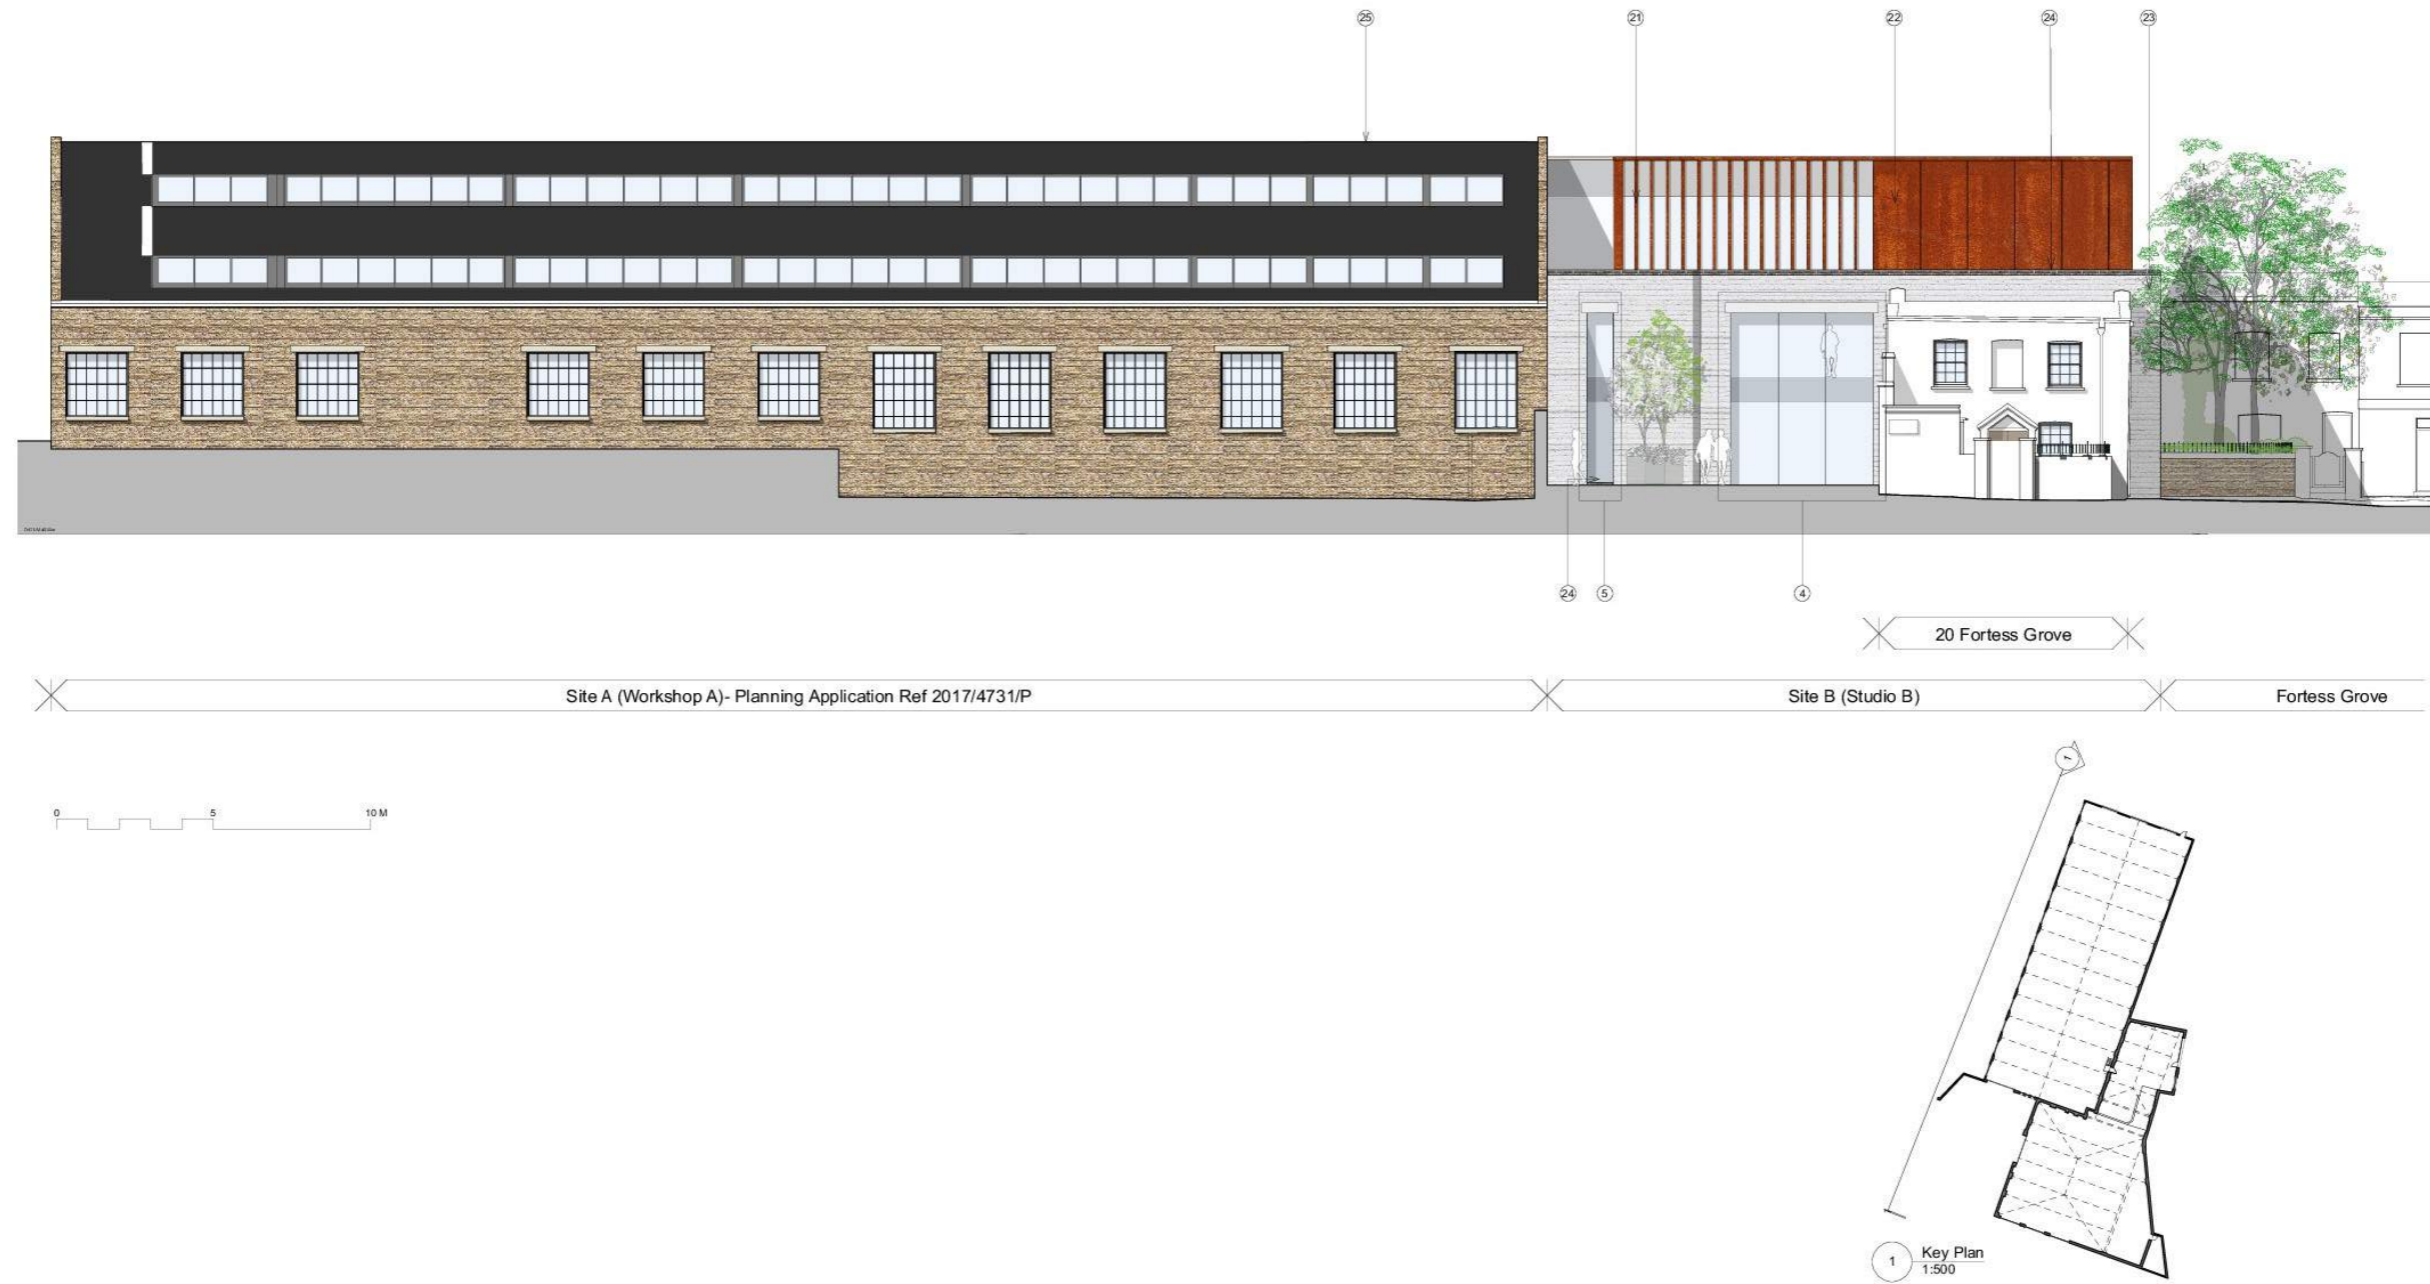 25
21
22
24
23
24
5
4
20 Fortess Grove
Site A (Workshop A)- Planning Application Ref 2017/4731/P
Site B (Studio B)
Fortess Grove
0
5
10 M
1
1
Key Plan
1:500